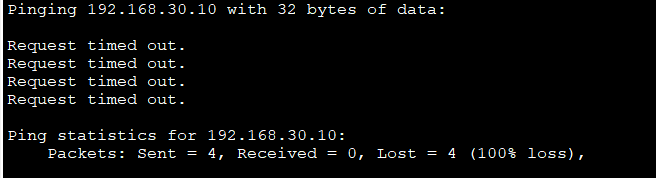 Pinging 192.168.30.10 with 32 bytes of data:
Request timed out.
Request timed out.
Request timed out.
Request timed out.
Ping statistics for 192.168.30.10:
Packets: Sent = 4, Received = 0, Lost = 4 (100% loss),